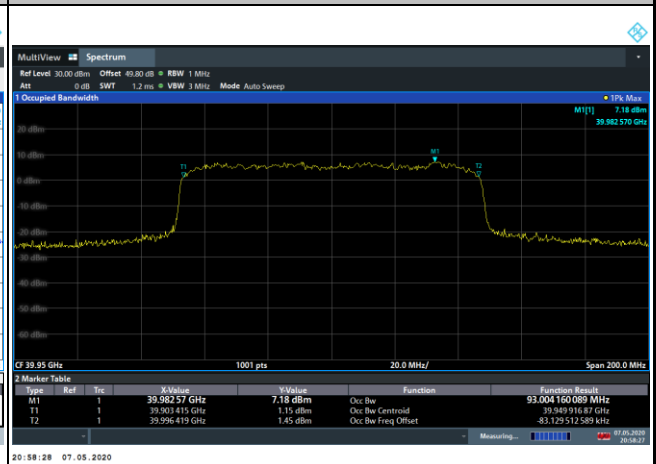 MultiView Spectrum
Ref Level 30.00 dBm Offset 49.80 dB RBW 1 MHz
Att 0 dB SWT 1.2 ms VBW 3 MHz Mode Auto Sweep
1 Occupied Bandwidth 1Pk Max
M1[1] 7.18 dBm
39.982 570 GHz
20 dBm
M1
10 dBm
T1 T2
0 dBm
-10 dBm
-20 dBm
-30 dBm
-40 dBm
-50 dBm
-60 dBm
CF 39.95 GHz 1001 pts 20.0 MHz/ Span 200.0 MHz
2 Marker Table
Type Ref Trc X-Value Y-Value Function Function Result
M1 1 39.982 57 GHz 7.18 dBm Occ Bw 93.004 160 089 MHz
T1 1 39.903 415 GHz 1.15 dBm Occ Bw Centroid 39.949 916 87 GHz
T2 1 39.996 419 GHz 1.45 dBm Occ Bw Freq Offset -83.129 512 589 kHz
Measuring... 07.05.2020
20:58:27
20:58:28 07.05.2020